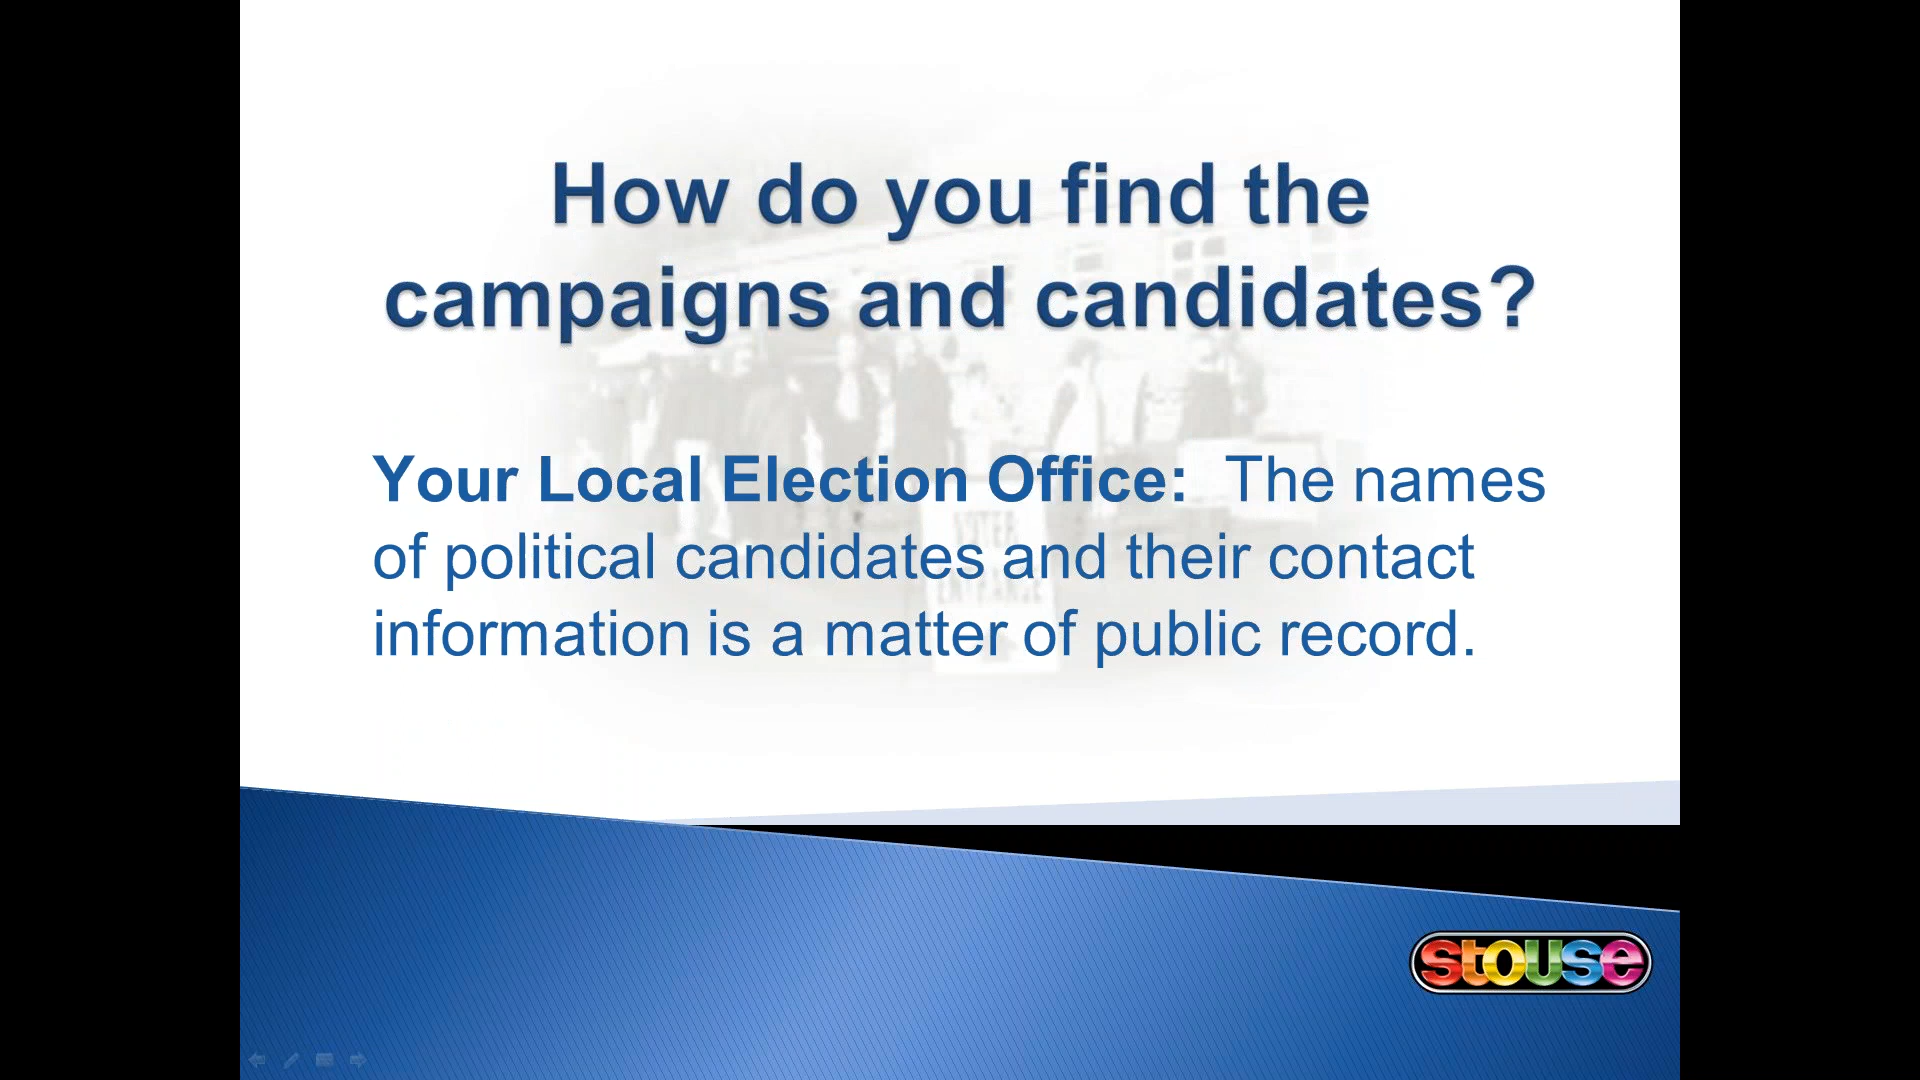 How do you find the
campaigns and candidates?
Your Local Election Office: The names
of political candidates and their contact
information is a matter of public record.
stouse